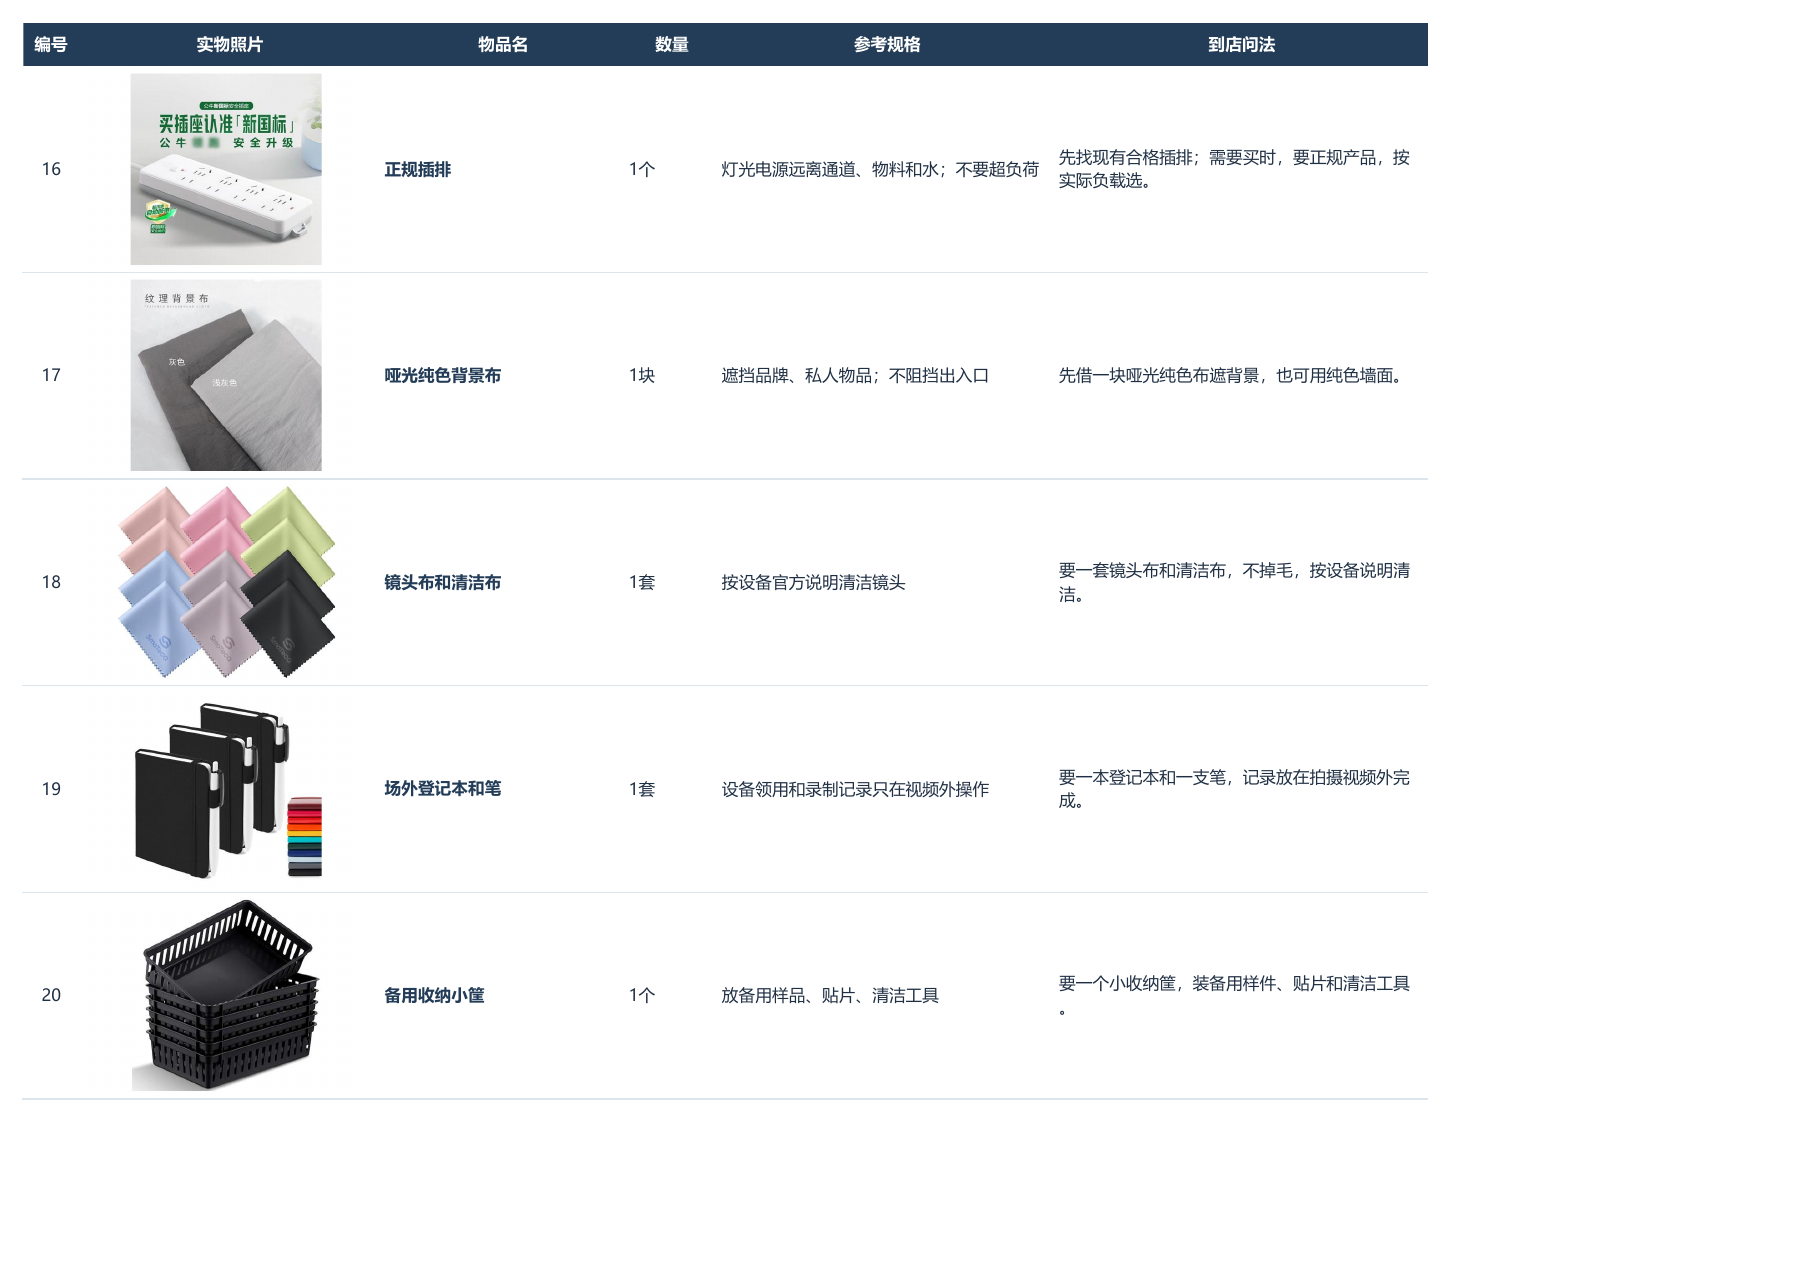 编号 实物照片 物品名 数量 参考规格 到店问法
公牛新国标安全插座
买插座认准「新国标」
公牛 安全升级
16 正规插排 1个 灯光电源远离通道、物料和水；不要超负荷 先找现有合格插排；需要买时，要正规产品，按
实际负载选。
纹理背景布
灰色
浅灰色
17 哑光纯色背景布 1块 遮挡品牌、私人物品；不阻挡出入口 先借一块哑光纯色布遮背景，也可用纯色墙面。
18 镜头布和清洁布 1套 按设备官方说明清洁镜头 要一套镜头布和清洁布，不掉毛，按设备说明清
洁。
19 场外登记本和笔 1套 设备领用和录制记录只在视频外操作 要一本登记本和一支笔，记录放在拍摄视频外完
成。
20 备用收纳小筐 1个 放备用样品、贴片、清洁工具 要一个小收纳筐，装备用样件、贴片和清洁工具
。